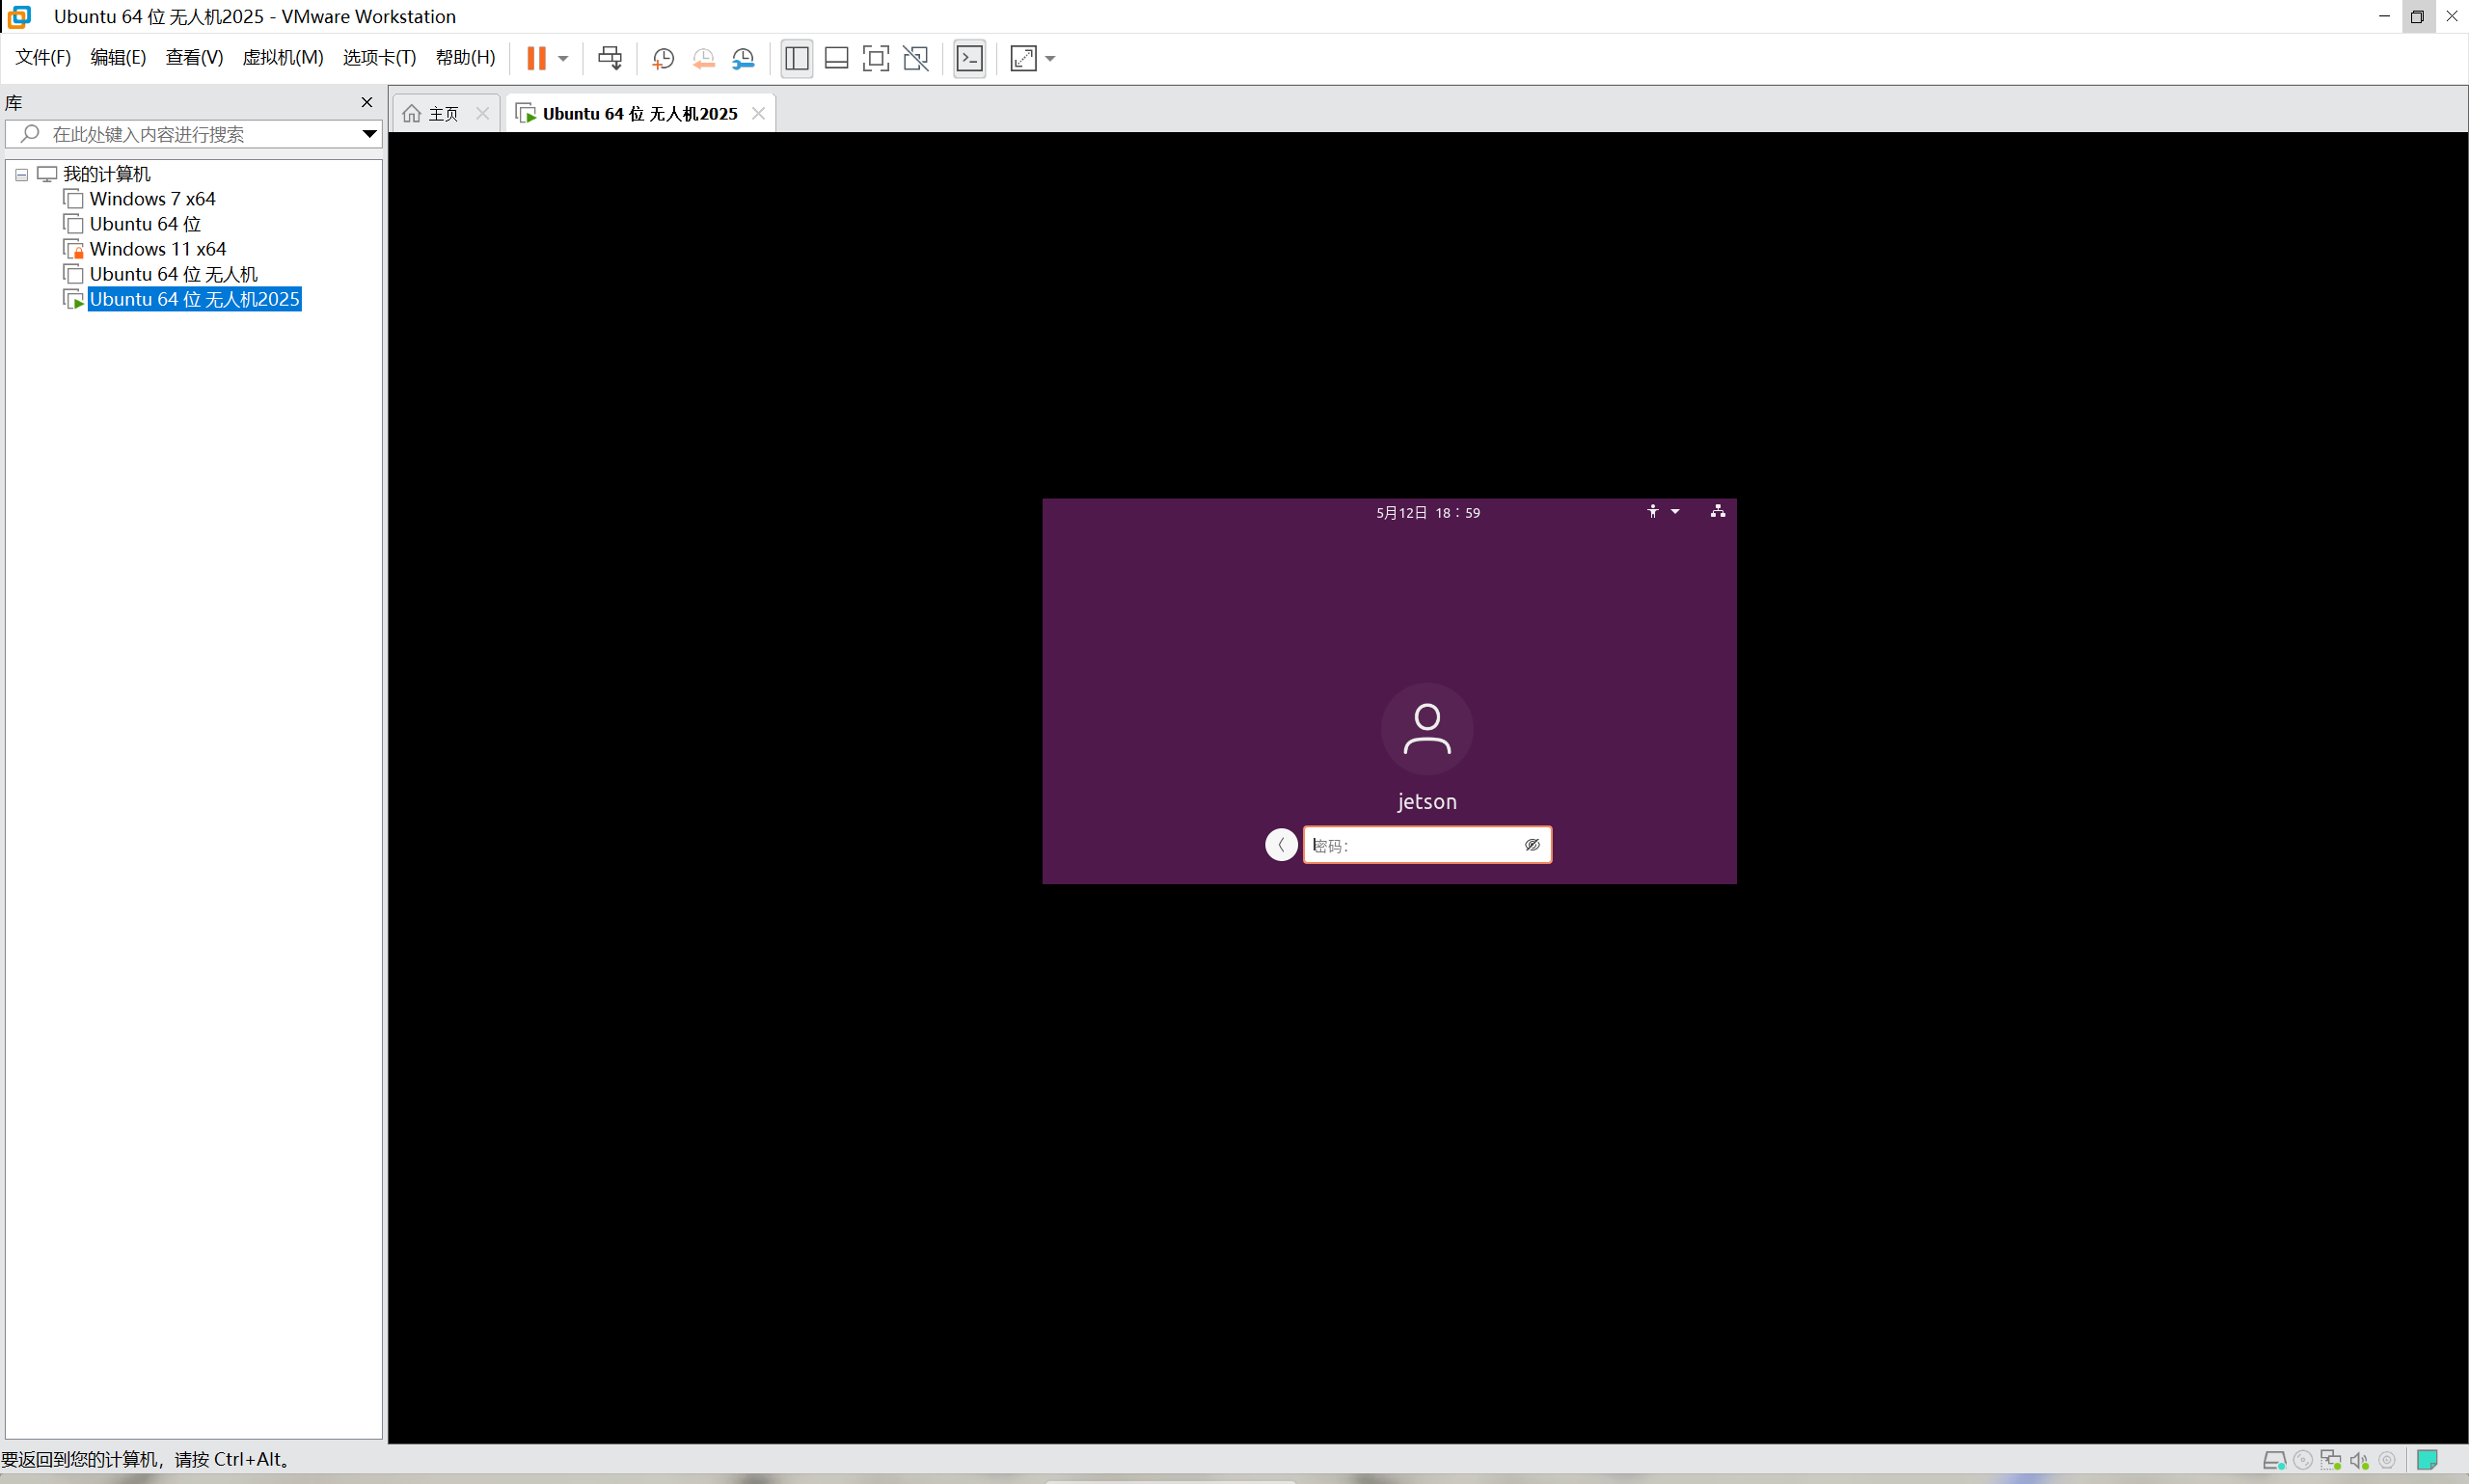 Ubuntu 64 位 无人机2025 - VMware Workstation
文件(F) 编辑(E) 查看(V) 虚拟机(M) 选项卡(T) 帮助(H)
库
主页
Ubuntu 64 位 无人机2025
在此处键入内容进行搜索
我的计算机
Windows 7 x64
Ubuntu 64 位
Windows 11 x64
Ubuntu 64 位 无人机
Ubuntu 64 位 无人机2025
5月12日 18：59
jetson
密码：
要返回到您的计算机，请按 Ctrl+Alt。